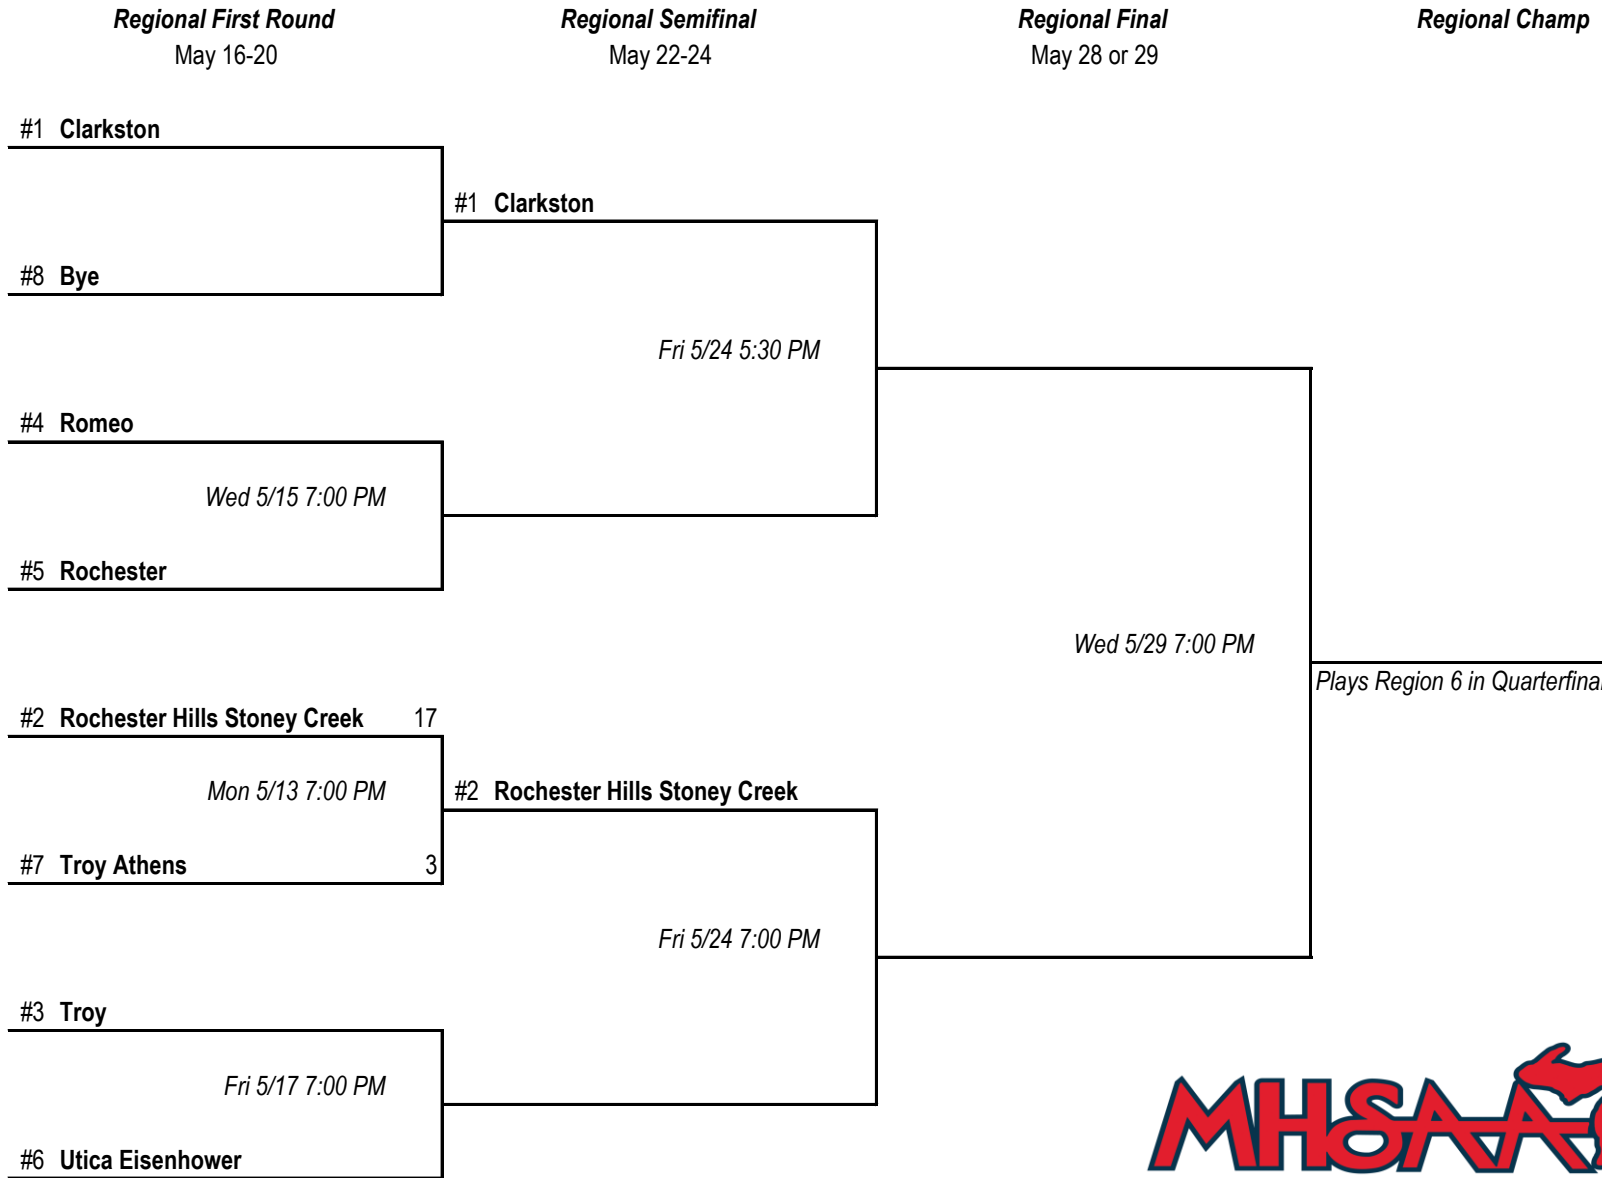 Regional First Round
May 16-20
Regional Semifinal
May 22-24
Regional Final
May 28 or 29
Regional Champ
#1 Clarkston
#8 Bye
#1 Clarkston
Fri 5/24 5:30 PM
#4 Romeo
Wed 5/15 7:00 PM
#5 Rochester
Wed 5/29 7:00 PM
Plays Region 6 in Quarterfinal
#2 Rochester Hills Stoney Creek 17
Mon 5/13 7:00 PM
#7 Troy Athens 3
#2 Rochester Hills Stoney Creek
Fri 5/24 7:00 PM
#3 Troy
Fri 5/17 7:00 PM
#6 Utica Eisenhower
MHSAA